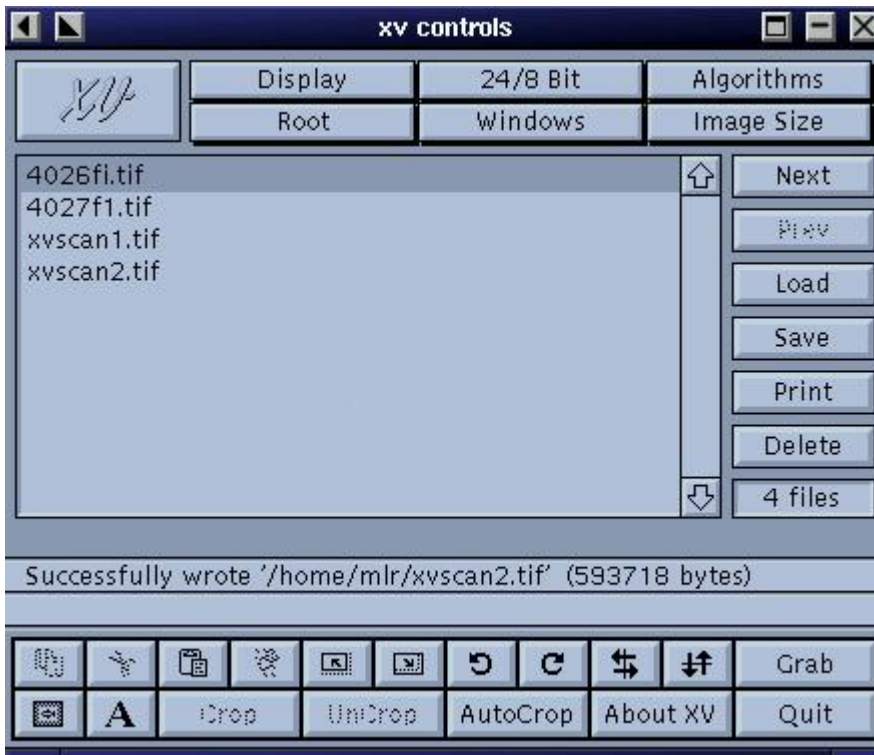 xv controls
XV
Display 24/8 Bit Algorithms
Root Windows Image Size
4026fi.tif
4027f1.tif
xvscan1.tif
xvscan2.tif
Next
Prev
Load
Save
Print
Delete
4 files
Successfully wrote '/home/mlr/xvscan2.tif' (593718 bytes)
Grab
A Crop UnCrop AutoCrop About XV Quit